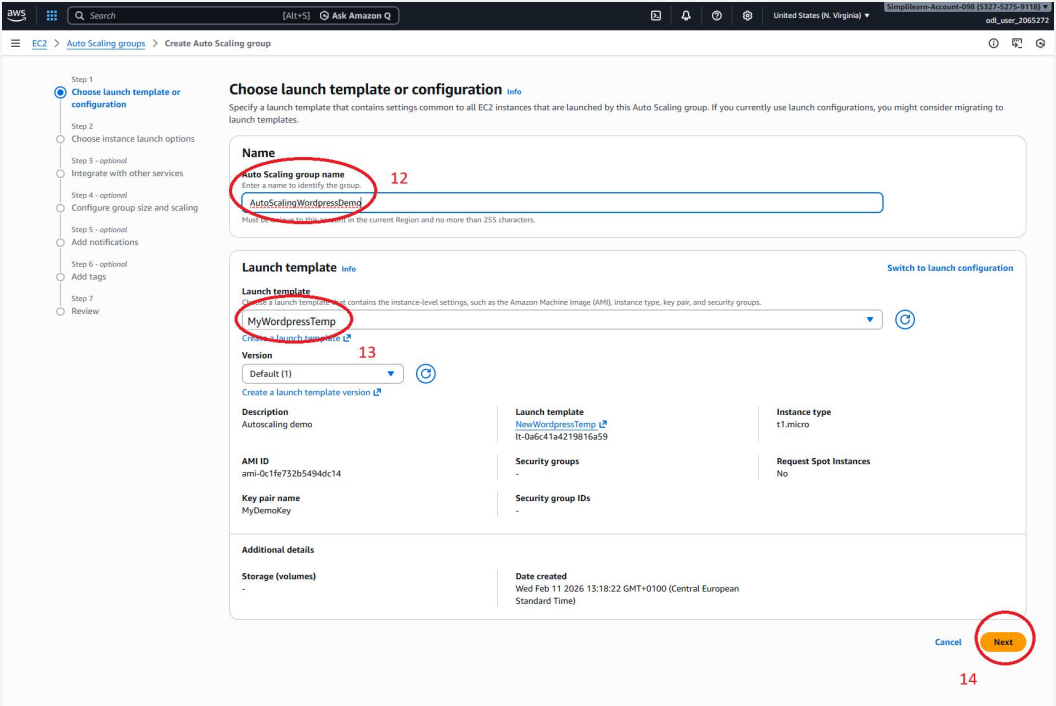 aws
Search
[Alt+S]
Ask Amazon Q
United States (N. Virginia)
Simplilearn-Account-098 (5327-5275-9118)
odl_user_2065272
EC2 > Auto Scaling groups > Create Auto Scaling group
Step 1
Choose launch template or
configuration
Step 2
Choose instance launch options
Step 3 - optional
Integrate with other services
Step 4 - optional
Configure group size and scaling
Step 5 - optional
Add notifications
Step 6 - optional
Add tags
Step 7
Review
Choose launch template or configuration Info
Specify a launch template that contains settings common to all EC2 instances that are launched by this Auto Scaling group. If you currently use launch configurations, you might consider migrating to
launch templates.
Name
Auto Scaling group name
12
Enter a name to identify the group.
AutoScalingWordpressDemo
Must be unique to this account in the current Region and no more than 255 characters.
Launch template Info
Switch to launch configuration
Launch template
Choose a launch template that contains the instance-level settings, such as the Amazon Machine Image (AMI), instance type, key pair, and security groups.
MyWordpressTemp
Create a launch template
13
Version
Default (1)
Create a launch template version
Description
Autoscaling demo
Launch template
NewWordpressTemp
lt-0a6c41a4219816a59
Instance type
t1.micro
AMI ID
ami-0c1fe732b5494dc14
Security groups
-
Request Spot Instances
No
Key pair name
MyDemoKey
Security group IDs
-
Additional details
Storage (volumes)
-
Date created
Wed Feb 11 2026 13:18:22 GMT+0100 (Central European
Standard Time)
Cancel
Next
14